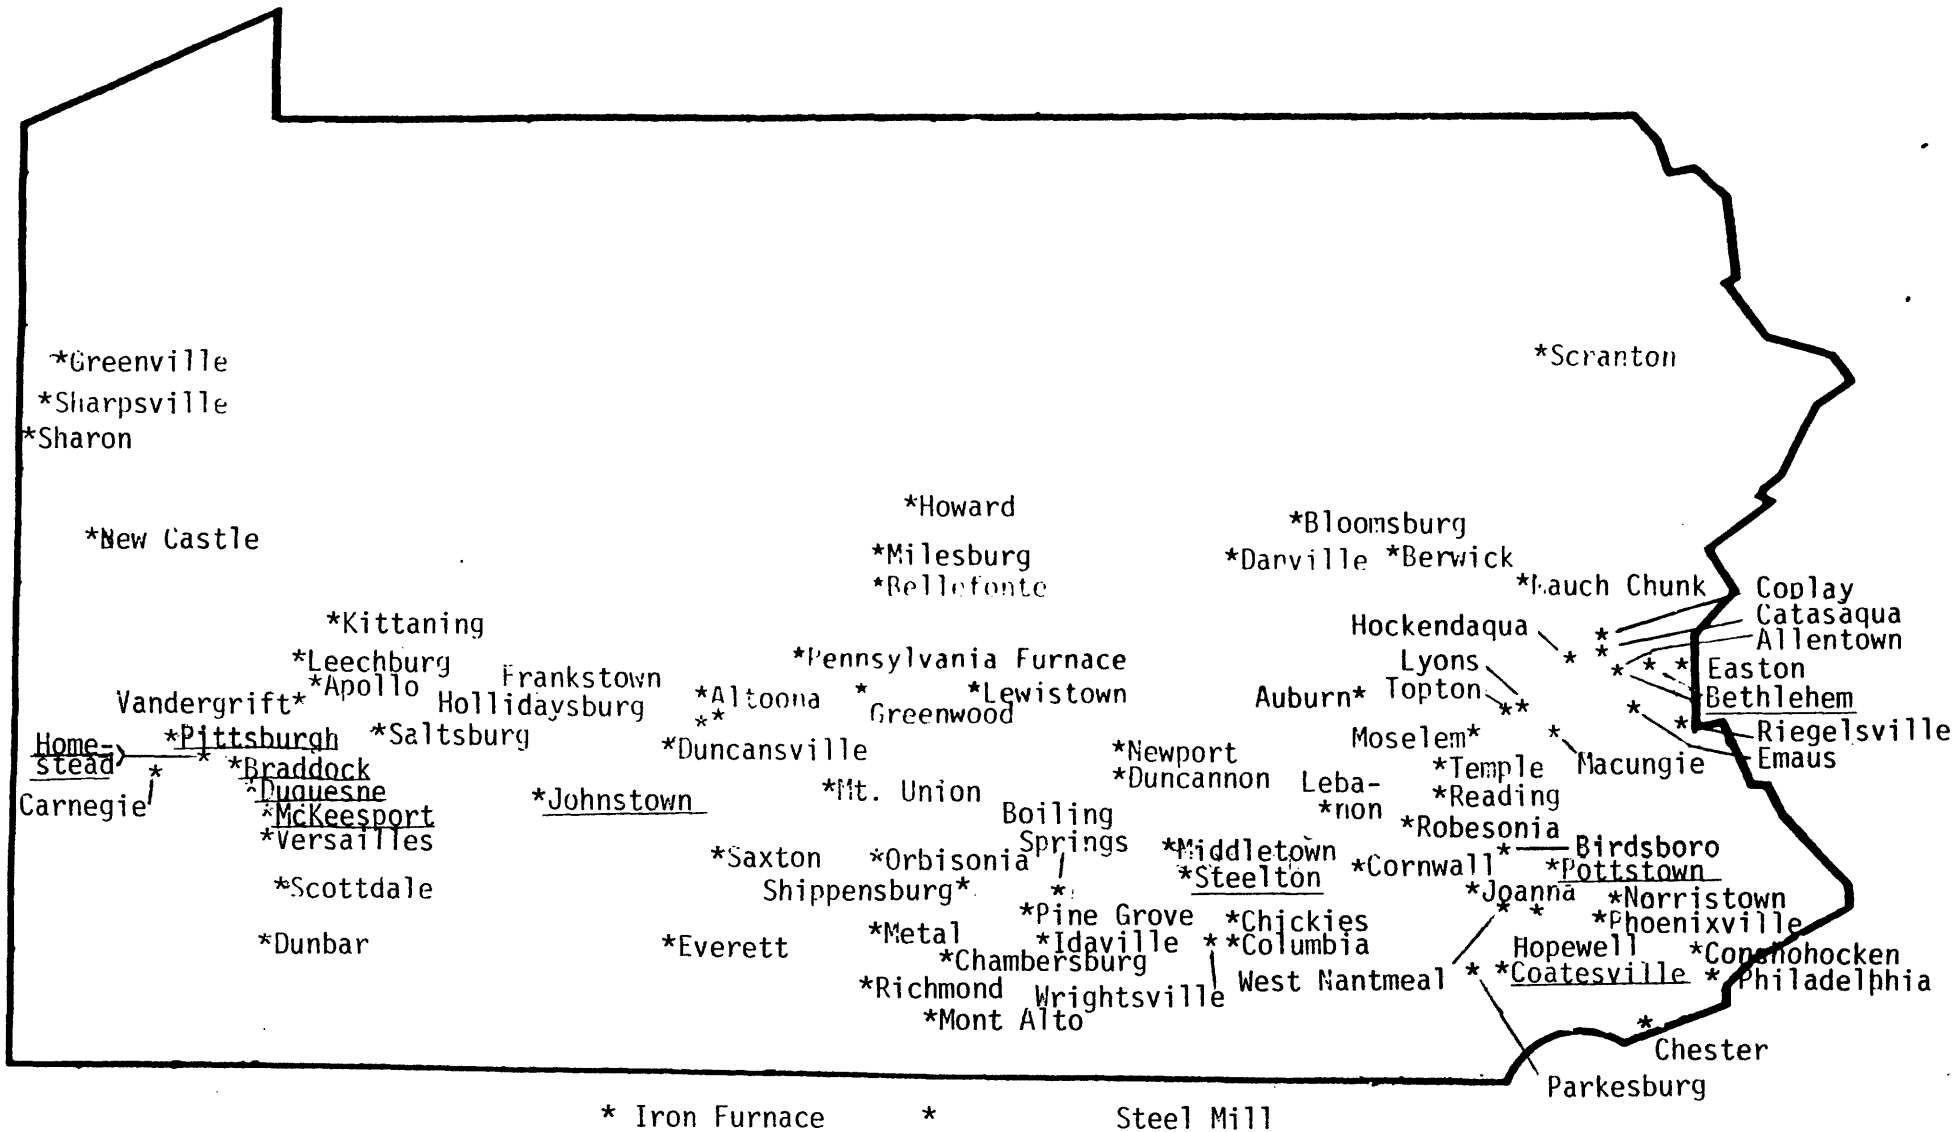 *Greenville
*Scranton
*Sharpsville
*Sharon
*Howard
*Bloomsburg
*New Castle
*Milesburg
*Danville *Berwick
*Bellefonte
*Mauch Chunk
Coplay
Catasaqua
*Kittaning
Hockendaqua
Allentown
*Leechburg
*Pennsylvania Furnace
Lyons
Easton
Frankstown
*Apollo
*Altoona
*Lewistown
Auburn*
Topton
Bethlehem
Vandergrift*
Hollidaysburg
Greenwood
*Pittsburgh
*Saltsburg
Moselem*
Riegelsville
Home-
stead
*Duncansville
*Newport
Macungie
Emaus
*Braddock
*Temple
*Duquesne
*Duncannon
Leba-
*non
Carnegie
*Johnstown
*Mt. Union
*Reading
*McKeesport
Boiling
Springs
*Robesonia
*Versailles
*Saxton
*Orbisonia
*Middletown
Birdsboro
*Cornwall
*Pottstown
*Scottdale
Shippensburg*
*Steelton
*Joanna
*Norristown
*Pine Grove
*Chickies
*Phoenixville
*Dunbar
*Everett
*Metal
*Idaville
*Columbia
Hopewell
*Conshohocken
*Chambersburg
West Nantmeal
*Coatesville
*Philadelphia
*Richmond
Wrightsville
*Mont Alto
*
Chester
Parkesburg
* Iron Furnace * Steel Mill